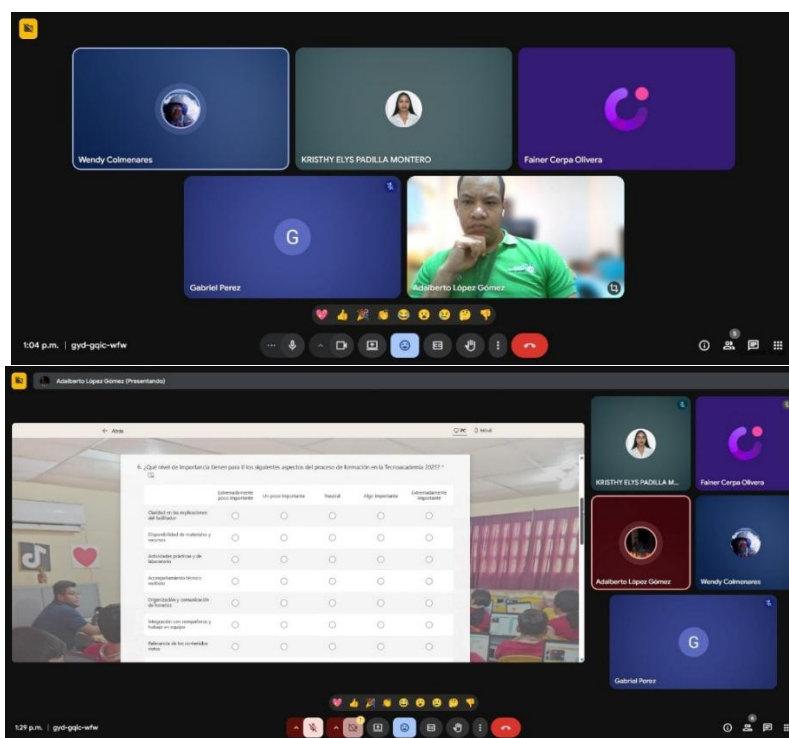 Wendy Colmenares
KRISTHY ELYS PADILLA MONTERO
Fainer Cerpa Olivera
G
Gabriel Perez
Adalberto López Gómez
1:04 p.m. | gyd-gqic-wfw
5
Adalberto López Gómez (Presentando)
← Atrás
PC Móvil
6. ¿Qué nivel de importancia tienen para ti los siguientes aspectos del proceso de formación en la Tecnoacademia 2025? *
Extremadamente poco importante Un poco importante Neutral Algo importante Extremadamente importante
Claridad en las explicaciones del facilitador
Disponibilidad de materiales y recursos
Actividades prácticas y de laboratorio
Acompañamiento técnico
Organización y comunicación de horarios
Integración con compañeros y trabajo en equipo
Relevancia de los contenidos vistos
KRISTHY ELYS PADILLA M...
Fainer Cerpa Olivera
Adalberto López Gómez
Wendy Colmenares
G
Gabriel Perez
1:29 p.m. | gyd-gqic-wfw